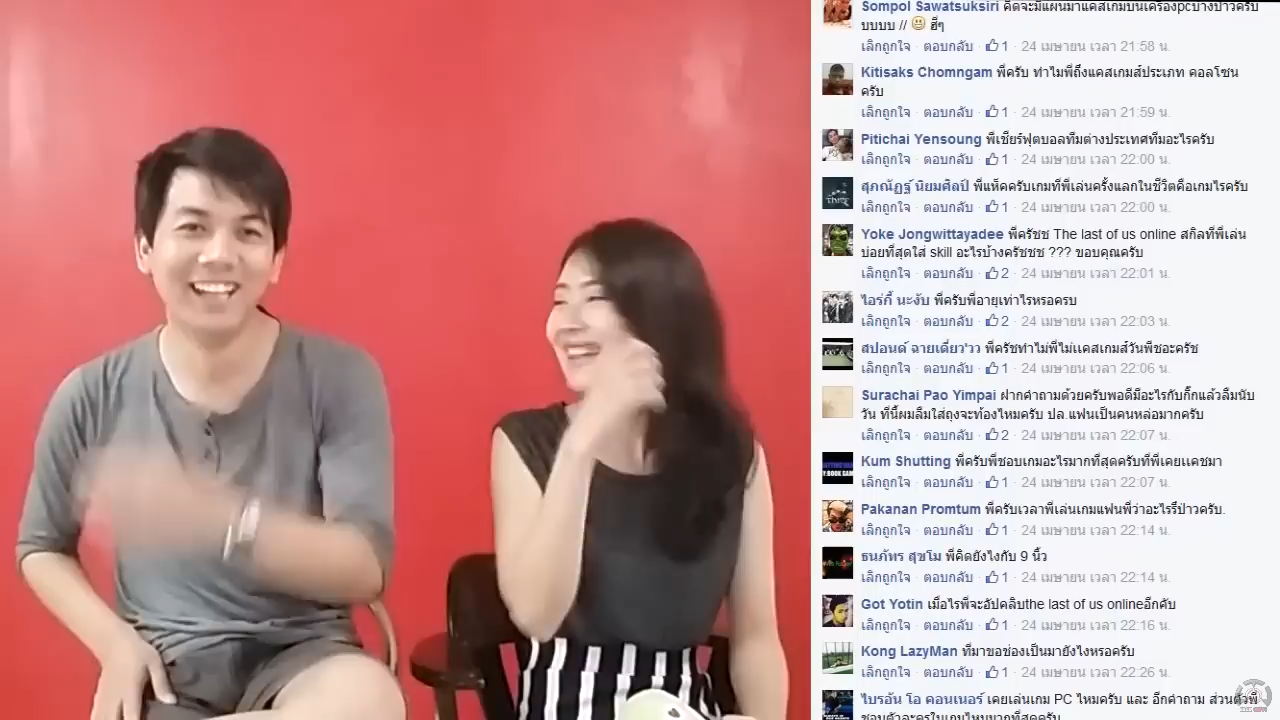 Sompol Sawatsuksiri คิดจะมีแผนมาแคสเกมบนเครื่องpcบ้างป่าวครับ
บบบบ // 😃 ฮี่ๆ
เลิกถูกใจ · ตอบกลับ · 1 · 24 เมษายน เวลา 21:58 น.
Kitisaks Chomngam พี่ครับ ทำไมพี่ถึงแคสเกมส์ประเภท คอลโซน
ครับ
เลิกถูกใจ · ตอบกลับ · 1 · 24 เมษายน เวลา 21:59 น.
Pitichai Yensoung พี่เชียร์ฟุตบอลทีมต่างประเทศทีมอะไรครับ
เลิกถูกใจ · ตอบกลับ · 1 · 24 เมษายน เวลา 22:00 น.
สุภณัฏฐ์ นิยมศิลป์ พี่แห้คครับเกมที่พี่เล่นครั้งแลกในชีวิตคือเกมไรครับ
เลิกถูกใจ · ตอบกลับ · 1 · 24 เมษายน เวลา 22:00 น.
Yoke Jongwittayadee พี่ครัชช The last of us online สกิลที่พี่เล่น
บ่อยที่สุดใส่ skill อะไรบ้างครัชชช ??? ขอบคุณครับ
เลิกถูกใจ · ตอบกลับ · 2 · 24 เมษายน เวลา 22:01 น.
ไอร์กี้ นะงับ พี่ครับพี่อายุเท่าไรหรอครบ
เลิกถูกใจ · ตอบกลับ · 2 · 24 เมษายน เวลา 22:03 น.
สปอนด์ ฉายเดี่ยว'วว พี่ครัชทำไมพี่ไม่แคสเกมส์วันพีชอะครัช
เลิกถูกใจ · ตอบกลับ · 1 · 24 เมษายน เวลา 22:06 น.
Surachai Pao Yimpai ฝากคำถามด้วยครับพอดีมีอะไรกับกิ๊กแล้วลืมนับ
วัน ที่นี้ผมลืมใส่ถุงจะท้องไหมครับ ปล.แฟนเป็นคนหล่อมากครับ
เลิกถูกใจ · ตอบกลับ · 2 · 24 เมษายน เวลา 22:07 น.
Kum Shutting พี่ครับพี่ชอบเกมอะไรมากที่สุดครับที่พี่เคยแคชมา
เลิกถูกใจ · ตอบกลับ · 1 · 24 เมษายน เวลา 22:07 น.
Pakanan Promtum พี่ครับเวลาพี่เล่นเกมแฟนพี่ว่าอะไรรึ่ป่าวครับ.
เลิกถูกใจ · ตอบกลับ · 1 · 24 เมษายน เวลา 22:14 น.
ธนภัทร สุขโม พี่คิดยังไงกับ 9 นิ้ว
เลิกถูกใจ · ตอบกลับ · 1 · 24 เมษายน เวลา 22:14 น.
Got Yotin เมื่อไรพี่จะอัปคลิบthe last of us onlineอีกคับ
เลิกถูกใจ · ตอบกลับ · 1 · 24 เมษายน เวลา 22:16 น.
Kong LazyMan ที่มาขอช่องเป็นมายังไงหรอครับ
เลิกถูกใจ · ตอบกลับ · 1 · 24 เมษายน เวลา 22:26 น.
ไบรอัน โอ คอนเนอร์ เคยเล่นเกม PC ไหมครับ และ อีกคำถาม ส่วนตัวพี่
ชอบตัวละครในเกมไหนมากที่สุดครับ